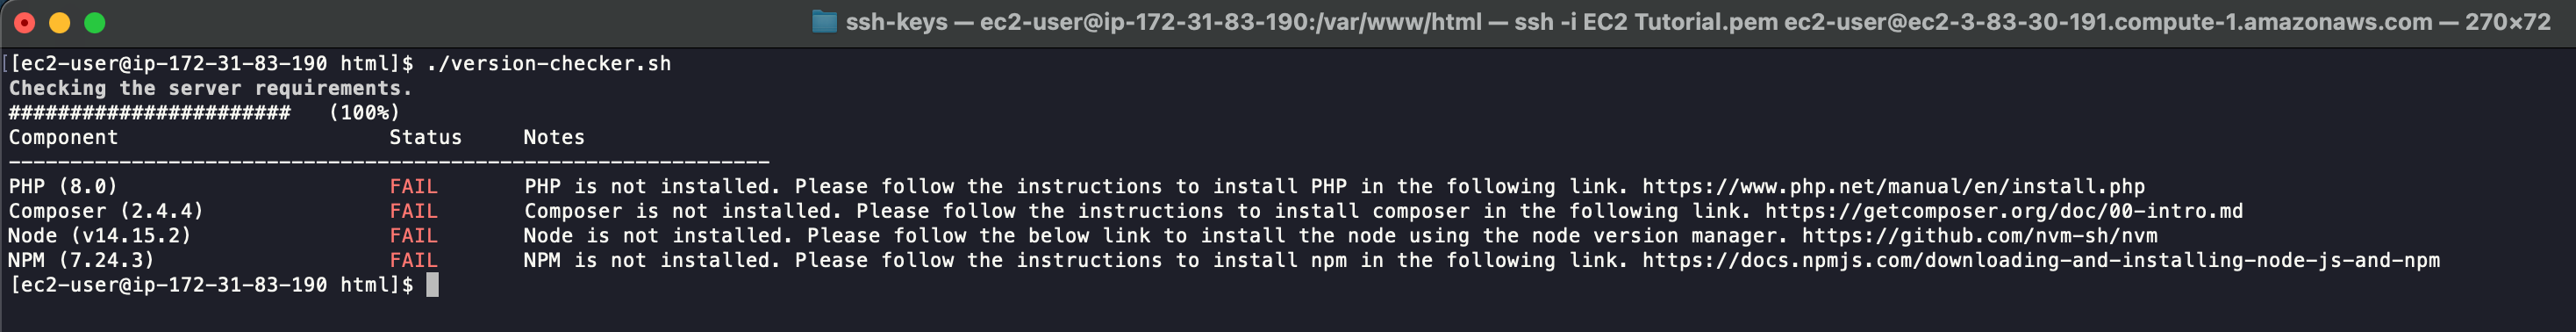 ssh-keys — ec2-user@ip-172-31-83-190:/var/www/html — ssh -i EC2 Tutorial.pem ec2-user@ec2-3-83-30-191.compute-1.amazonaws.com — 270×72
[[ec2-user@ip-172-31-83-190 html]$ ./version-checker.sh
Checking the server requirements.
#######################   (100%)
Component                      Status     Notes
--------------------------------------------------------------
PHP (8.0)                      FAIL       PHP is not installed. Please follow the instructions to install PHP in the following link. https://www.php.net/manual/en/install.php
Composer (2.4.4)               FAIL       Composer is not installed. Please follow the instructions to install composer in the following link. https://getcomposer.org/doc/00-intro.md
Node (v14.15.2)                FAIL       Node is not installed. Please follow the below link to install the node using the node version manager. https://github.com/nvm-sh/nvm
NPM (7.24.3)                   FAIL       NPM is not installed. Please follow the instructions to install npm in the following link. https://docs.npmjs.com/downloading-and-installing-node-js-and-npm
[ec2-user@ip-172-31-83-190 html]$